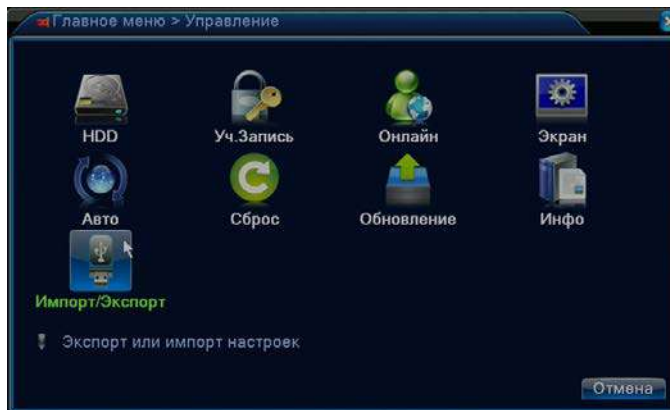 Главное меню > Управление
HDD
Уч.Запись
Онлайн
Экран
Авто
Сброс
Обновление
Инфо
Импорт/Экспорт
Экспорт или импорт настроек
Отмена